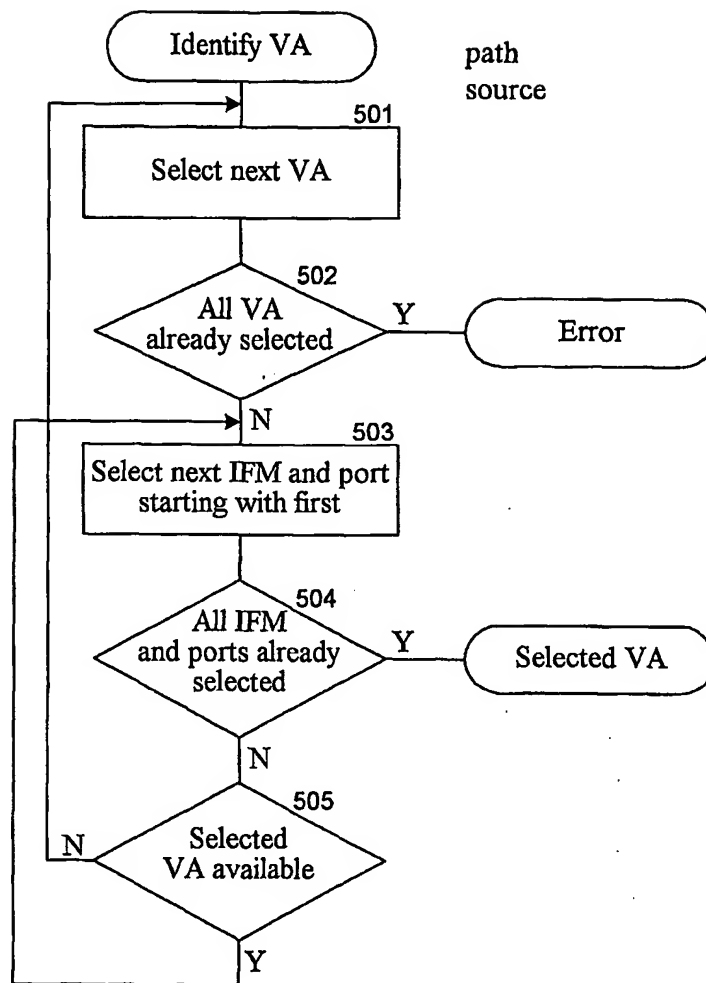 Identify VA
path
source
501
Select next VA
502
All VA
already selected
Y
Error
N
503
Select next IFM and port
starting with first
504
All IFM
and ports already
selected
Y
Selected VA
N
505
Selected
VA available
N
Y